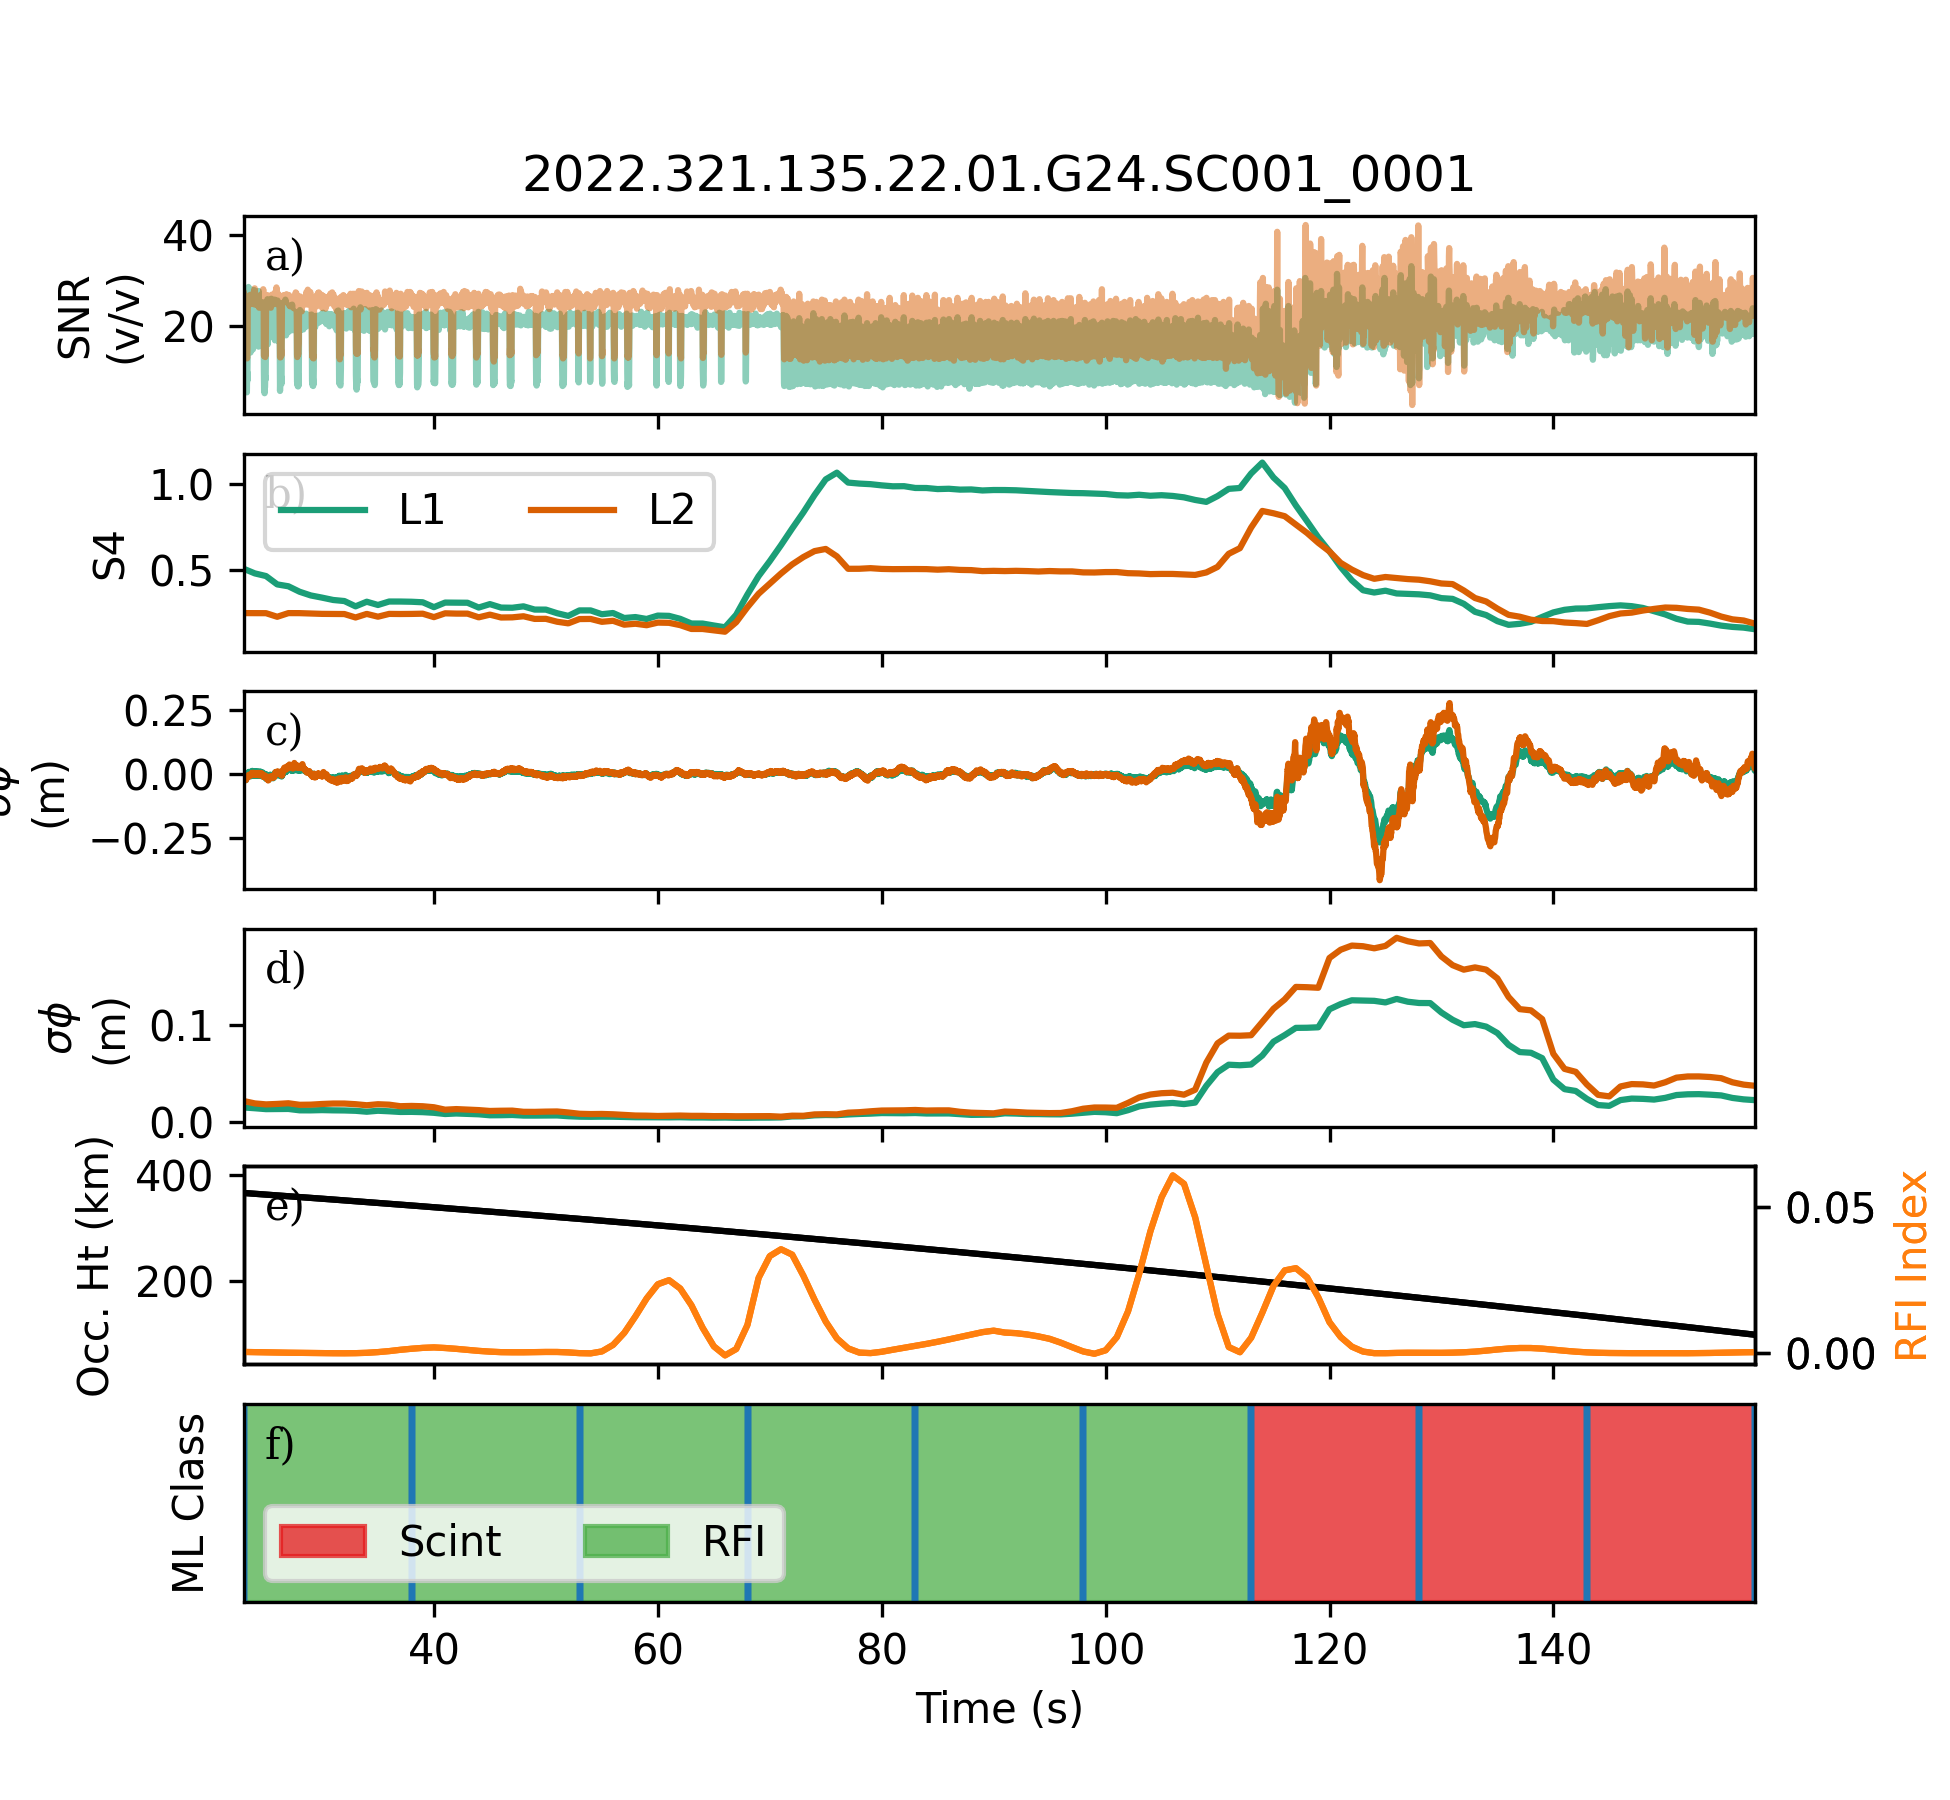 2022.321.135.22.01.G24.SC001_0001
a)
40
20
SNR
(v/v)
b)
L1
L2
1.0
0.5
S4
c)
0.25
0.00
−0.25
(m)
d)
0.1
0.0
σϕ
(m)
e)
400
200
Occ. Ht (km)
0.05
0.00
RFI Index
f)
Scint
RFI
ML Class
40
60
80
100
120
140
Time (s)